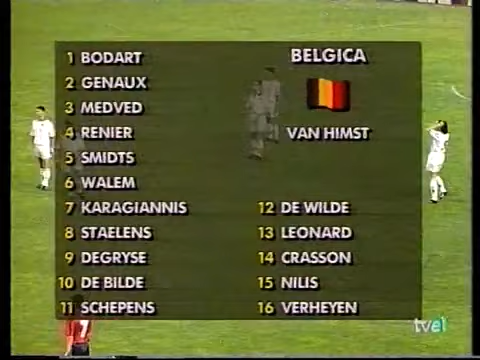 1 BODART
2 GENAUX
3 MEDVED
4 RENIER
5 SMIDTS
6 WALEM
7 KARAGIANNIS
8 STAELENS
9 DEGRYSE
10 DE BILDE
11 SCHEPENS
BELGICA
VAN HIMST
12 DE WILDE
13 LEONARD
14 CRASSON
15 NILIS
16 VERHEYEN
7
tve1